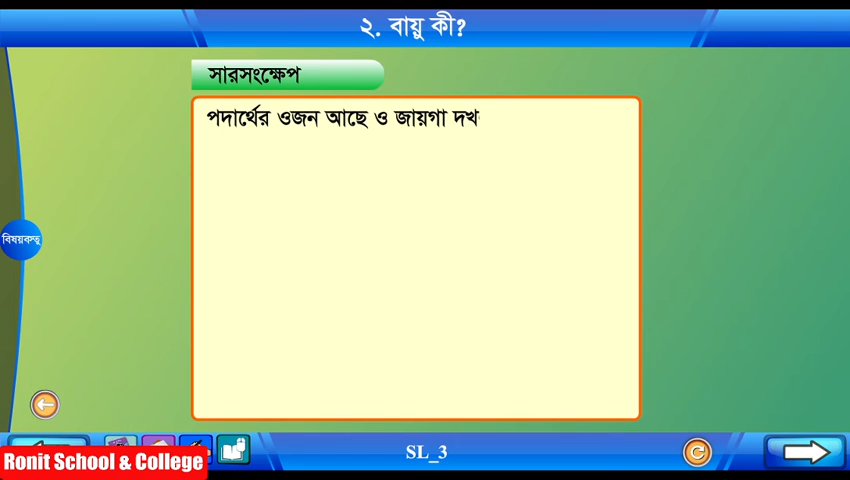 ২. বায়ু কী?
সারসংক্ষেপ
পদার্থের ওজন আছে ও জায়গা দখ
বিষয়বস্তু
SL_3
Ronit School & College